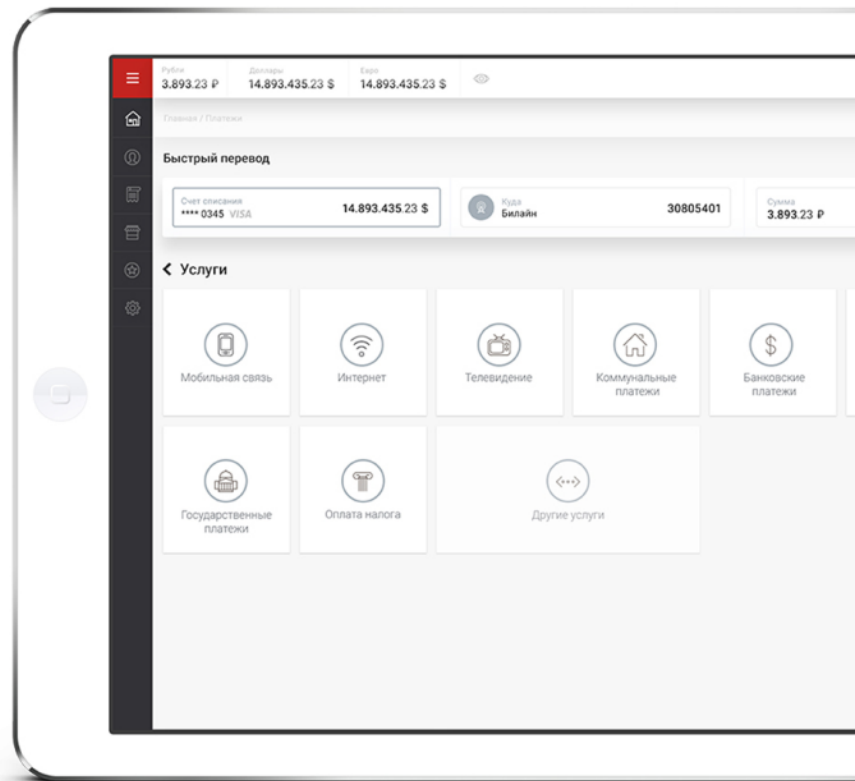 Рубли
3.893.23 ₽
Доллары
14.893.435.23 $
Евро
14.893.435.23 $
Главная / Платежи
Быстрый перевод
Счет списания
**** 0345 VISA
14.893.435.23 $
Куда
Билайн
30805401
Сумма
3.893.23 ₽
Услуги
Мобильная связь
Интернет
Телевидение
Коммунальные
платежи
Банковские
платежи
Государственные
платежи
Оплата налога
Другие услуги